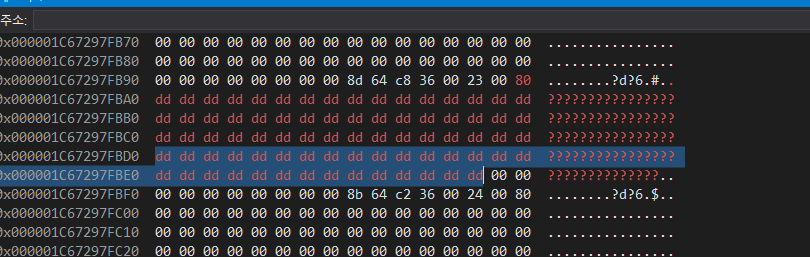 주소:
0x000001C67297FB70 00 00 00 00 00 00 00 00 00 00 00 00 00 00 00 00 ................
0x000001C67297FB80 00 00 00 00 00 00 00 00 00 00 00 00 00 00 00 00 ................
0x000001C67297FB90 00 00 00 00 00 00 00 00 8d 64 c8 36 00 23 00 80 ........?d?6.#..
0x000001C67297FBA0 dd dd dd dd dd dd dd dd dd dd dd dd dd dd dd dd ????????????????
0x000001C67297FBB0 dd dd dd dd dd dd dd dd dd dd dd dd dd dd dd dd ????????????????
0x000001C67297FBC0 dd dd dd dd dd dd dd dd dd dd dd dd dd dd dd dd ????????????????
0x000001C67297FBD0 dd dd dd dd dd dd dd dd dd dd dd dd dd dd dd dd ????????????????
0x000001C67297FBE0 dd dd dd dd dd dd dd dd dd dd dd dd dd dd 00 00 ??????????????..
0x000001C67297FBF0 00 00 00 00 00 00 00 00 8b 64 c2 36 00 24 00 80 ........?d?6.$..
0x000001C67297FC00 00 00 00 00 00 00 00 00 00 00 00 00 00 00 00 00 ................
0x000001C67297FC10 00 00 00 00 00 00 00 00 00 00 00 00 00 00 00 00 ................
0x000001C67297FC20 00 00 00 00 00 00 00 00 00 00 00 00 00 00 00 00 ................